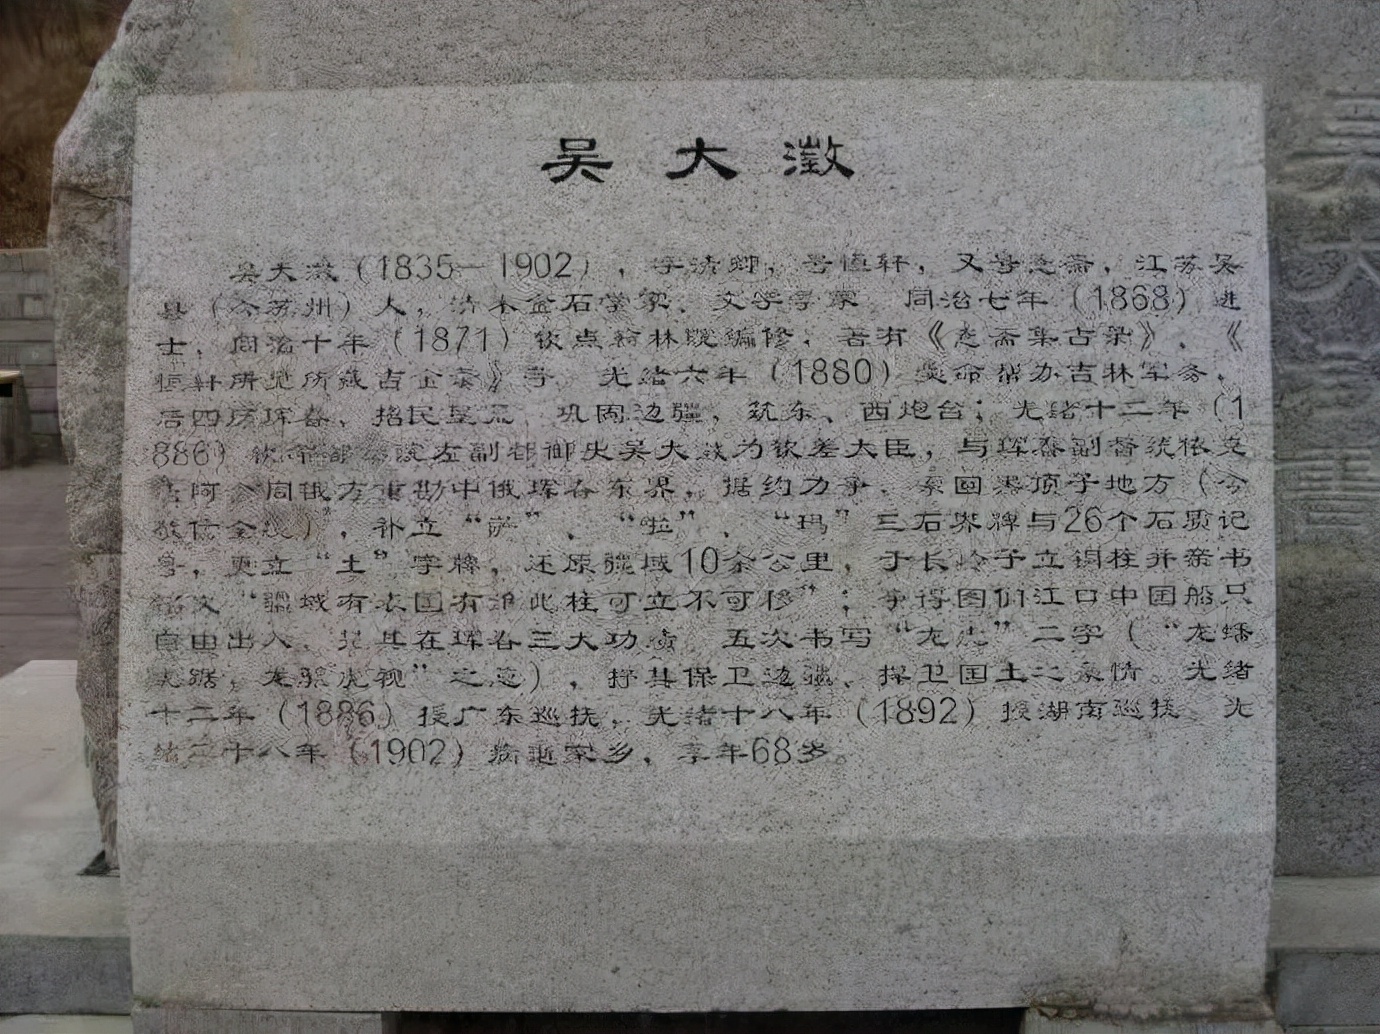 吴大澂
吴大澂（1835—1902），字清卿，号恒轩，又号愙斋，江苏吴
县（今苏州）人，清末金石学家、文字学家 同治七年（1868）进
士，同治十年（1871）钦点翰林院编修；著有《愙斋集古录》、《
恒轩所见所藏吉金录》等 光绪六年（1880）奉命帮办吉林军务，
后四历珲春，招民垦荒 巩固边疆，筑东、西炮台；光绪十二年（1
886）钦命都察院左副都御史吴大澂为钦差大臣，与珲春副都统依克
唐阿会同俄方重勘中俄珲春东界，据约力争，索回黑顶子地方（今
敬信 ），补立“萨”、“啦”、“玛”三石界牌与26个石质记
号，更立“土”字牌，还原疆域10余公里，于长岭子立铜柱并亲书
铭文“疆域有表国有维此柱可立不可移”；争得图们江口中国船只
自由出入，是其在珲春三大功绩 五次书写“龙虎”二字（“龙蟠
虎踞，龙骧虎视”之意），抒其保卫边疆、捍卫国土之豪情 光绪
十二年（1886）授广东巡抚，光绪十八年（1892）授湖南巡抚 光
绪二十八年（1902）病逝家乡，享年68岁。